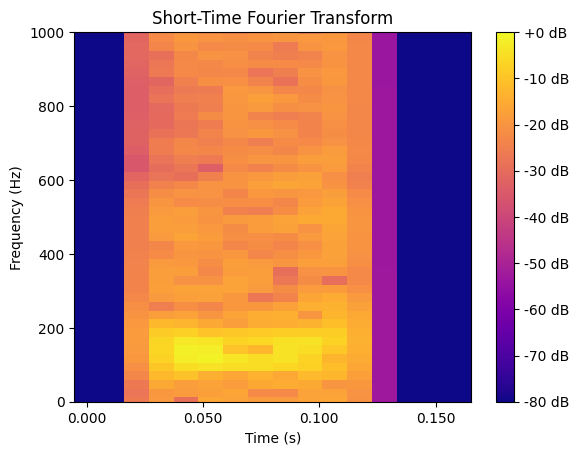 Short-Time Fourier Transform
Frequency (Hz)
1000
800
600
400
200
0
0.000 0.050 0.100 0.150
Time (s)
+0 dB
-10 dB
-20 dB
-30 dB
-40 dB
-50 dB
-60 dB
-70 dB
-80 dB